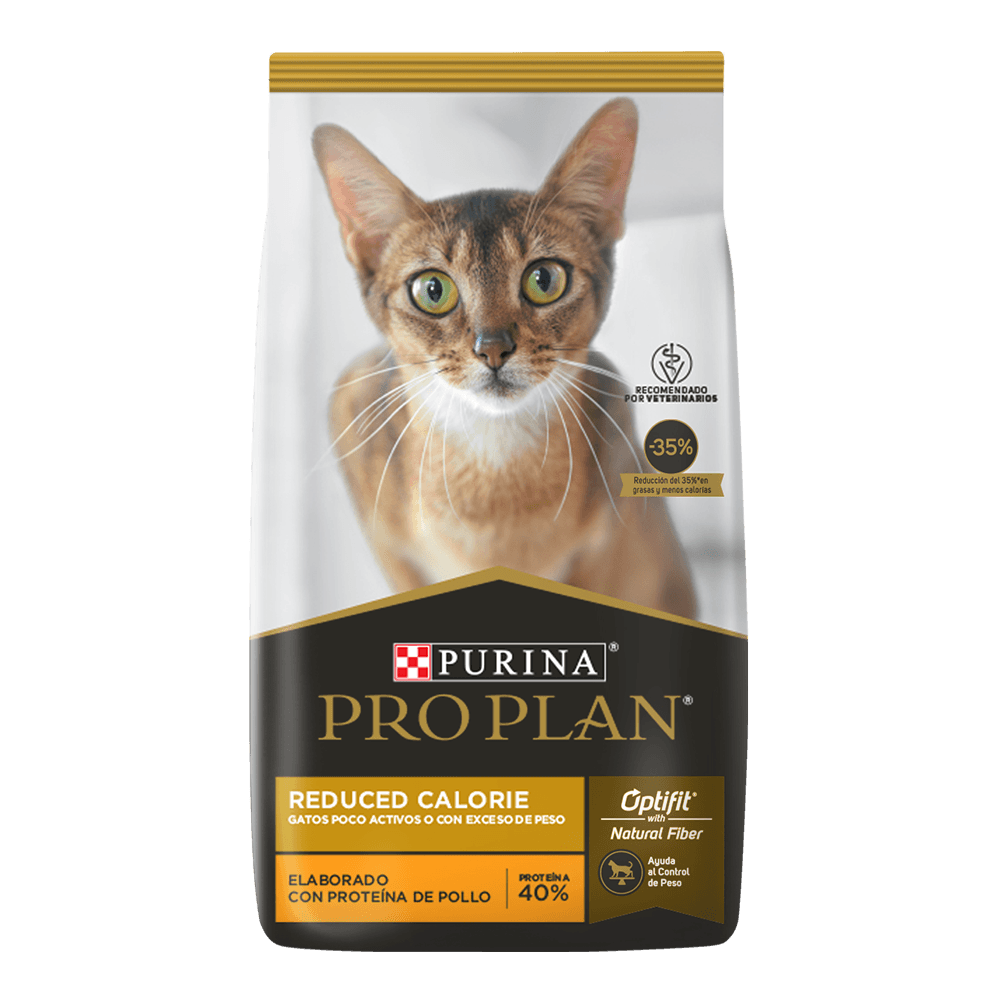 RECOMENDADO
POR VETERINARIOS
-35%
Reducción del 35%*en
grasas y menos calorías
PURINA®
PRO PLAN®
REDUCED CALORIE
GATOS POCO ACTIVOS O CON EXCESO DE PESO
ELABORADO
CON PROTEÍNA DE POLLO
PROTEÍNA
40%
Optifit®
with
Natural Fiber
Ayuda
al Control
de Peso